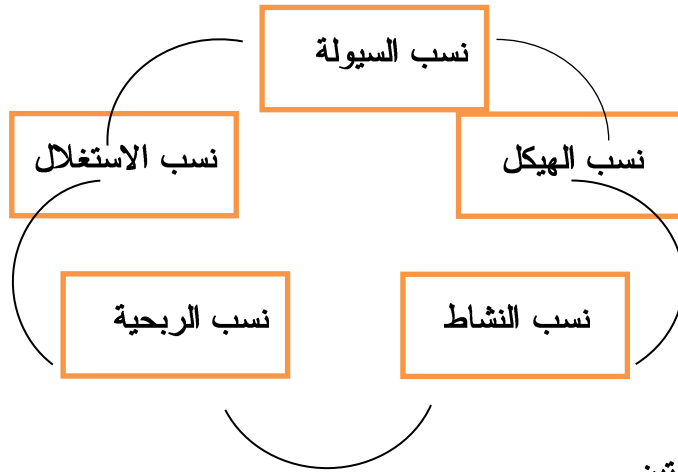 نسب السيولة
نسب الهيكل
نسب الاستغلال
نسب النشاط
نسب الربحية